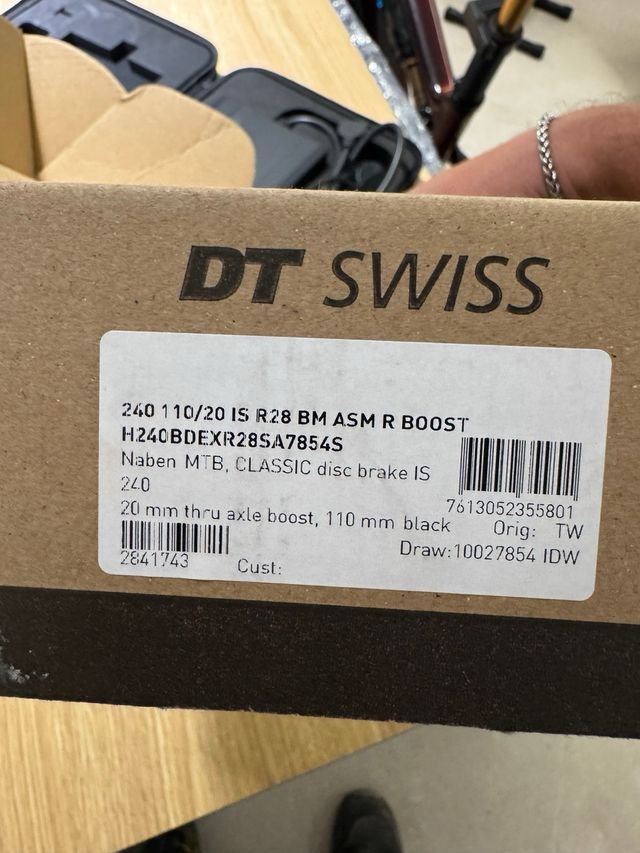 DT SWISS
240 110/20 IS R28 BM ASM R BOOST
H240BDEXR28SA7854S
Naben MTB, CLASSIC disc brake IS
240
20 mm thru axle boost, 110 mm black
7613052355801
Orig: TW
2841743
Cust:
Draw:10027854 IDW